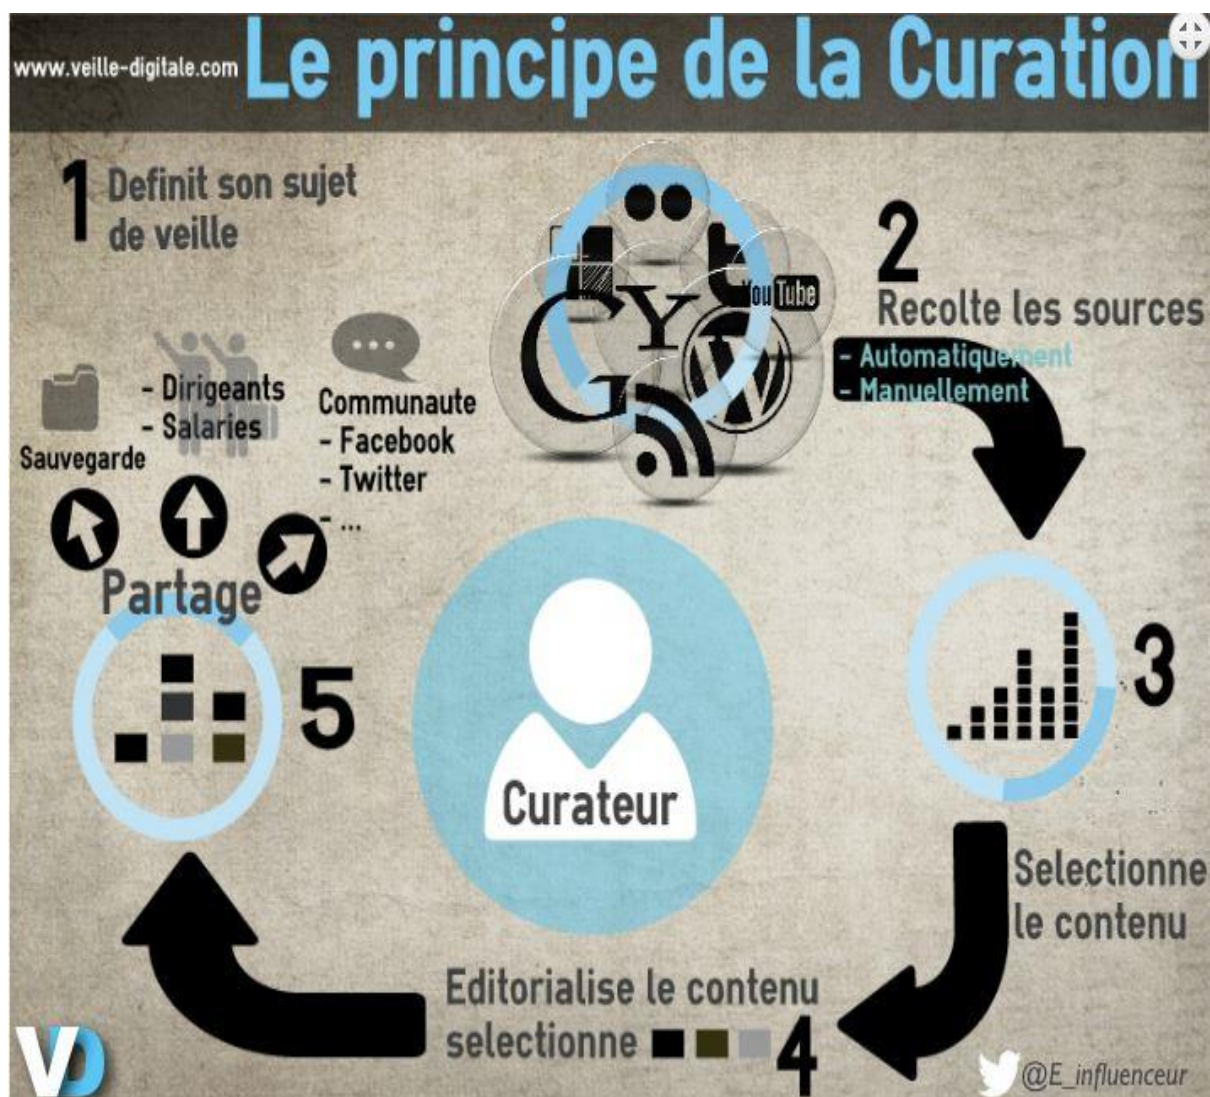 www.veille-digitale.com
Le principe de la Curation
1
Definit son sujet
de veille
2
Recolte les sources
- Automatiquement
- Manuellement
You Tube
G
Y
W
Sauvegarde
- Dirigeants
- Salaries
Communaute
- Facebook
- Twitter
- ...
Partage
5
3
Curateur
Selectionne
le contenu
Editorialise le contenu
selectionne
4
VD
@E_influenceur